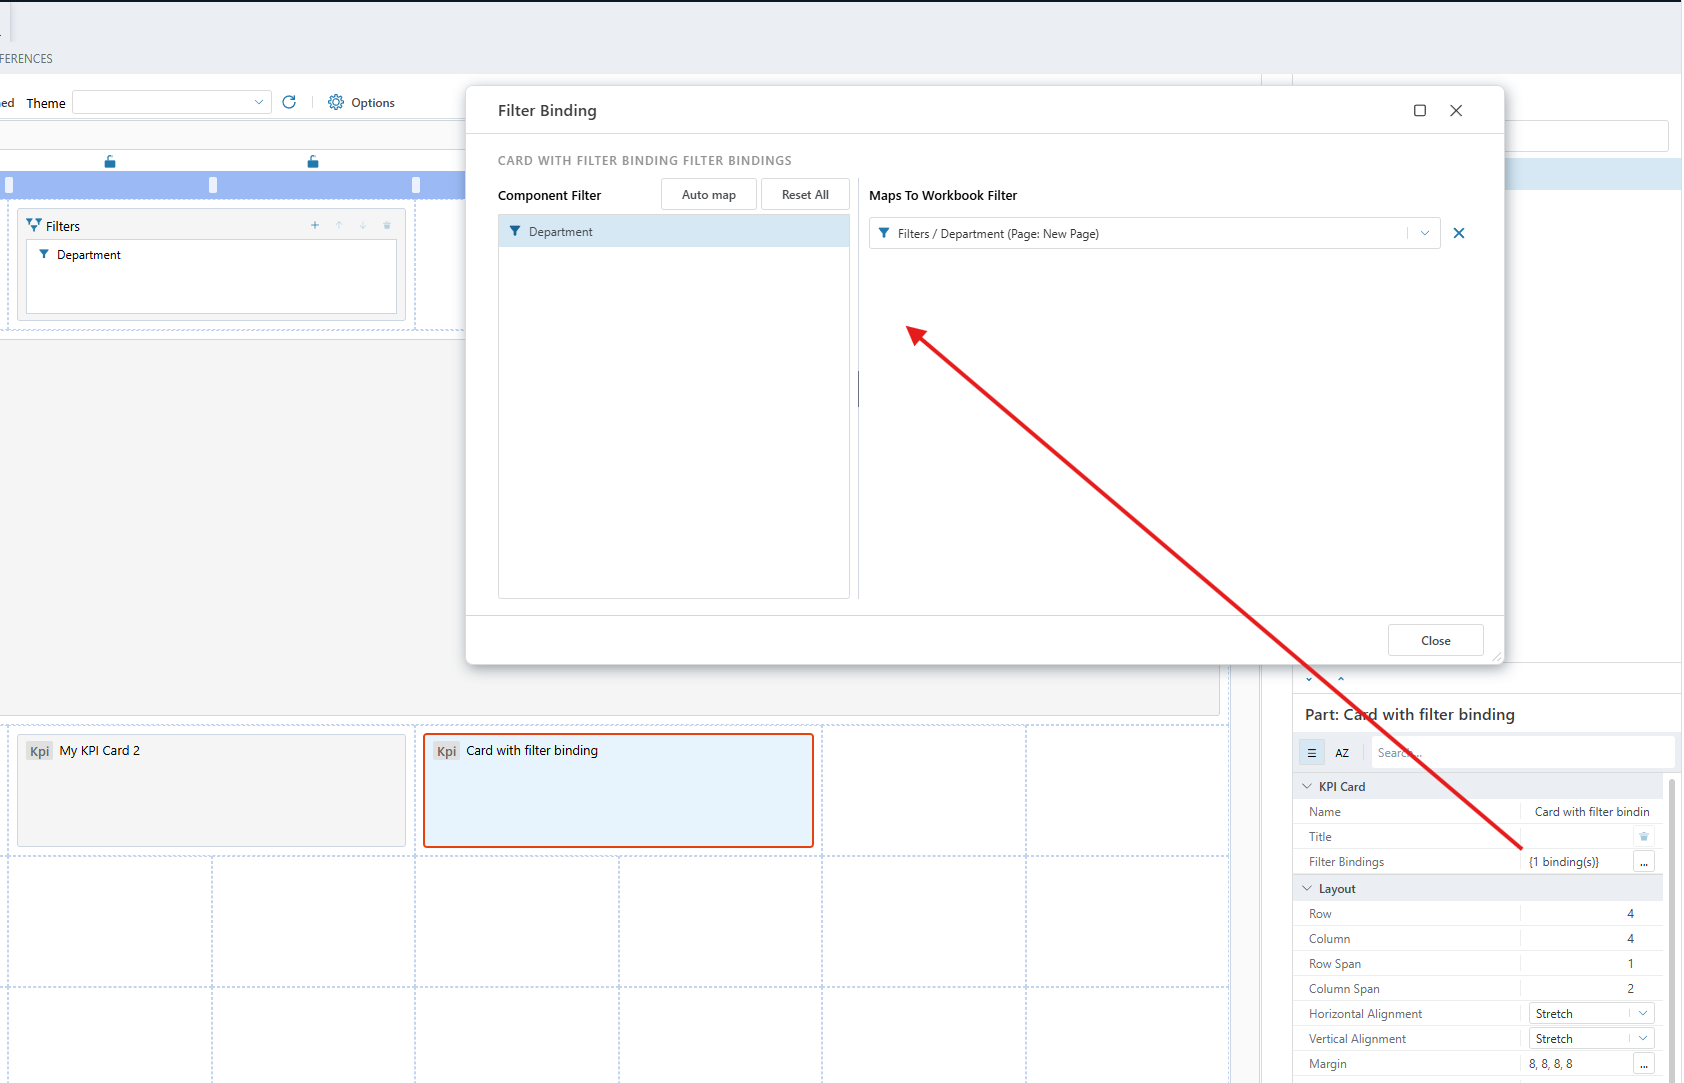 FERENCES
ed Theme
Options
Filters
Department
Filter Binding
CARD WITH FILTER BINDING FILTER BINDINGS
Component Filter
Auto map
Reset All
Maps To Workbook Filter
Department
Filters / Department (Page: New Page)
Close
Kpi My KPI Card 2
Kpi Card with filter binding
Part: Card with filter binding
AZ
Search...
KPI Card
Name Card with filter bindin
Title
Filter Bindings {1 binding(s)} ...
Layout
Row 4
Column 4
Row Span 1
Column Span 2
Horizontal Alignment Stretch
Vertical Alignment Stretch
Margin 8, 8, 8, 8 ...